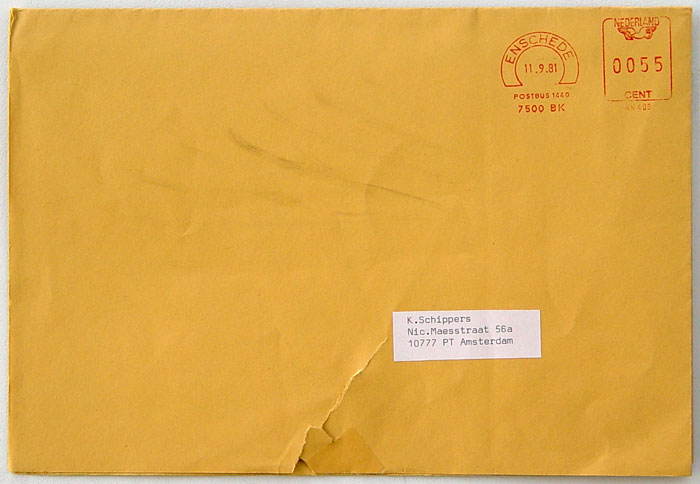 ENSCHEDE
11.9.81
POSTBUS 1440
7500 BK
NEDERLAND
0055
CENT
K.Schippers
Nic.Maesstraat 56a
10777 PT Amsterdam